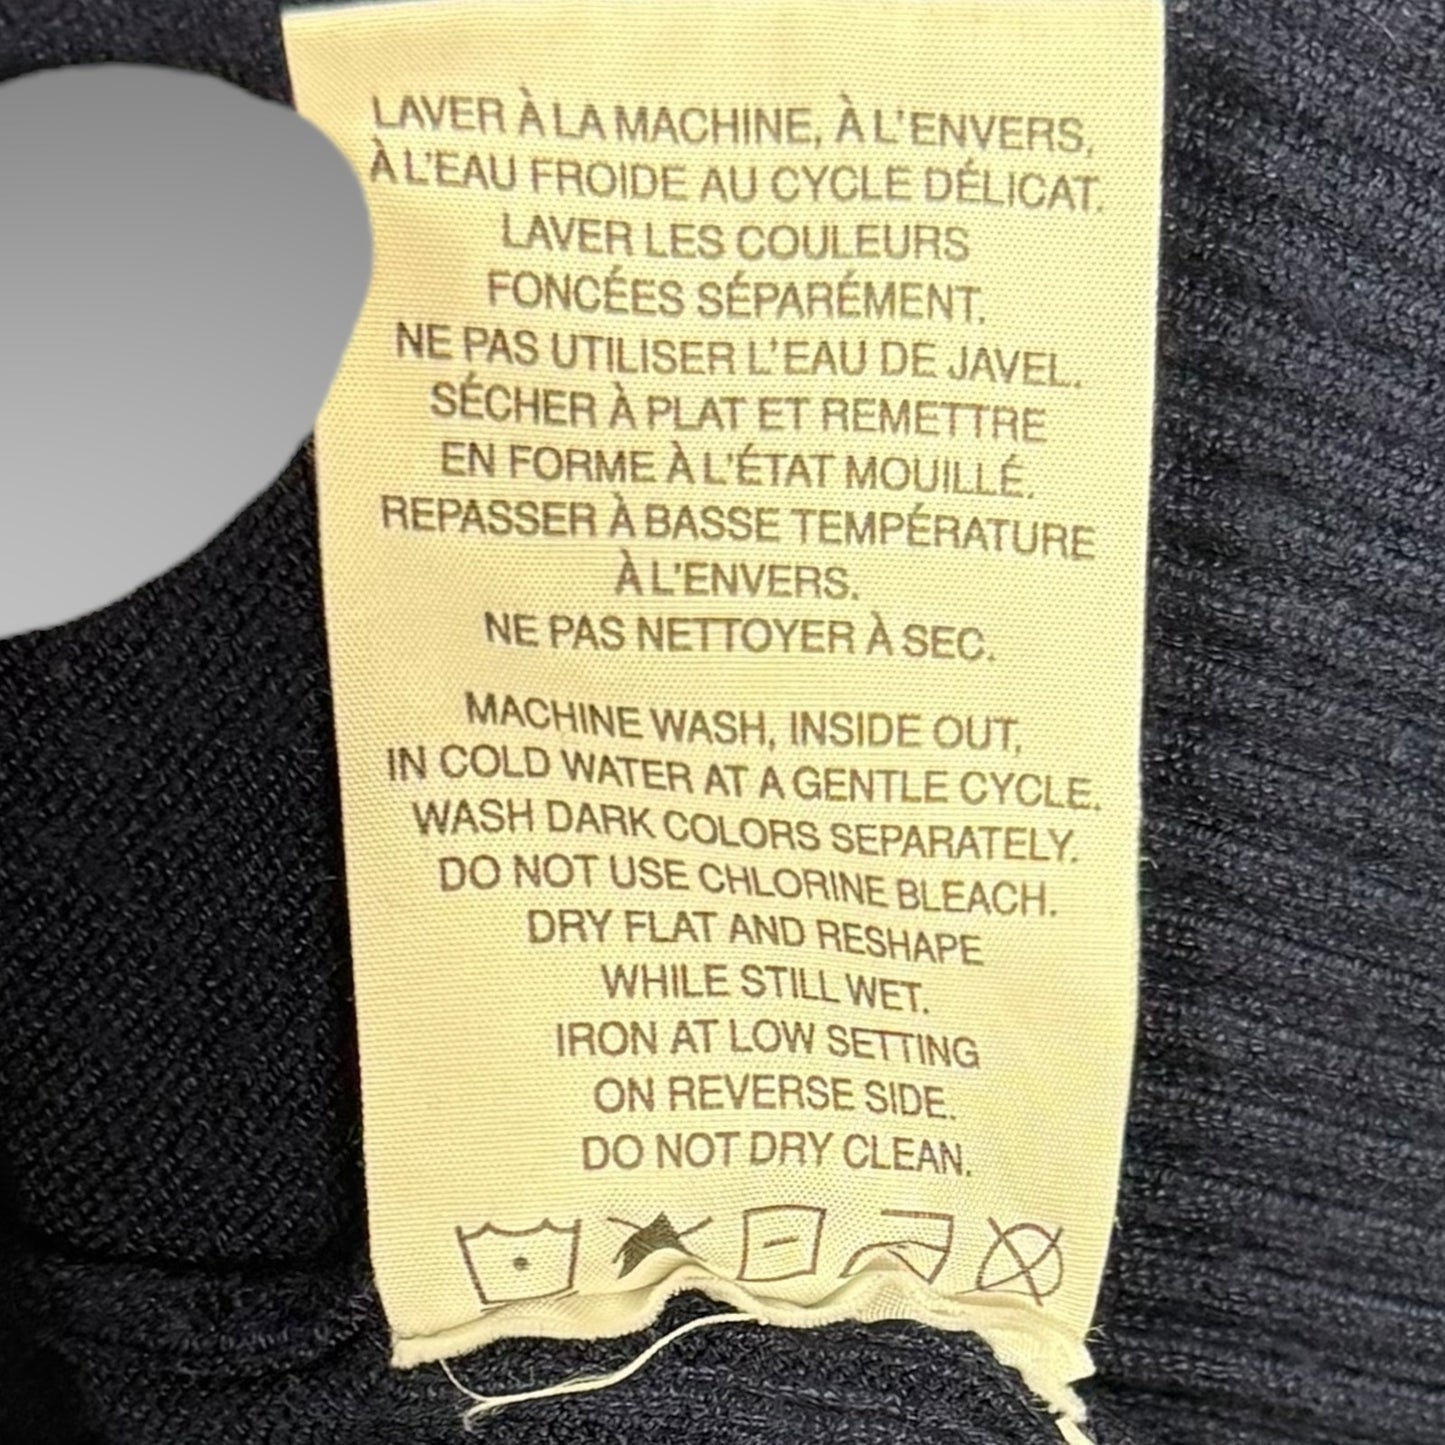 LAVER À LA MACHINE, À L'ENVERS,
À L'EAU FROIDE AU CYCLE DÉLICAT.
LAVER LES COULEURS
FONCÉES SÉPARÉMENT.
NE PAS UTILISER L'EAU DE JAVEL.
SÉCHER À PLAT ET REMETTRE
EN FORME À L'ÉTAT MOUILLÉ.
REPASSER À BASSE TEMPÉRATURE
À L'ENVERS.
NE PAS NETTOYER À SEC.
MACHINE WASH, INSIDE OUT,
IN COLD WATER AT A GENTLE CYCLE.
WASH DARK COLORS SEPARATELY.
DO NOT USE CHLORINE BLEACH.
DRY FLAT AND RESHAPE
WHILE STILL WET.
IRON AT LOW SETTING
ON REVERSE SIDE.
DO NOT DRY CLEAN.